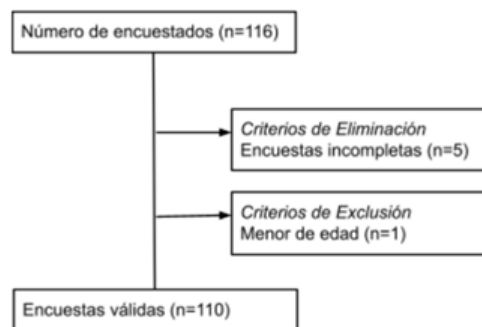 Número de encuestados (n=116)
Criterios de Eliminación
Encuestas incompletas (n=5)
Criterios de Exclusión
Menor de edad (n=1)
Encuestas válidas (n=110)